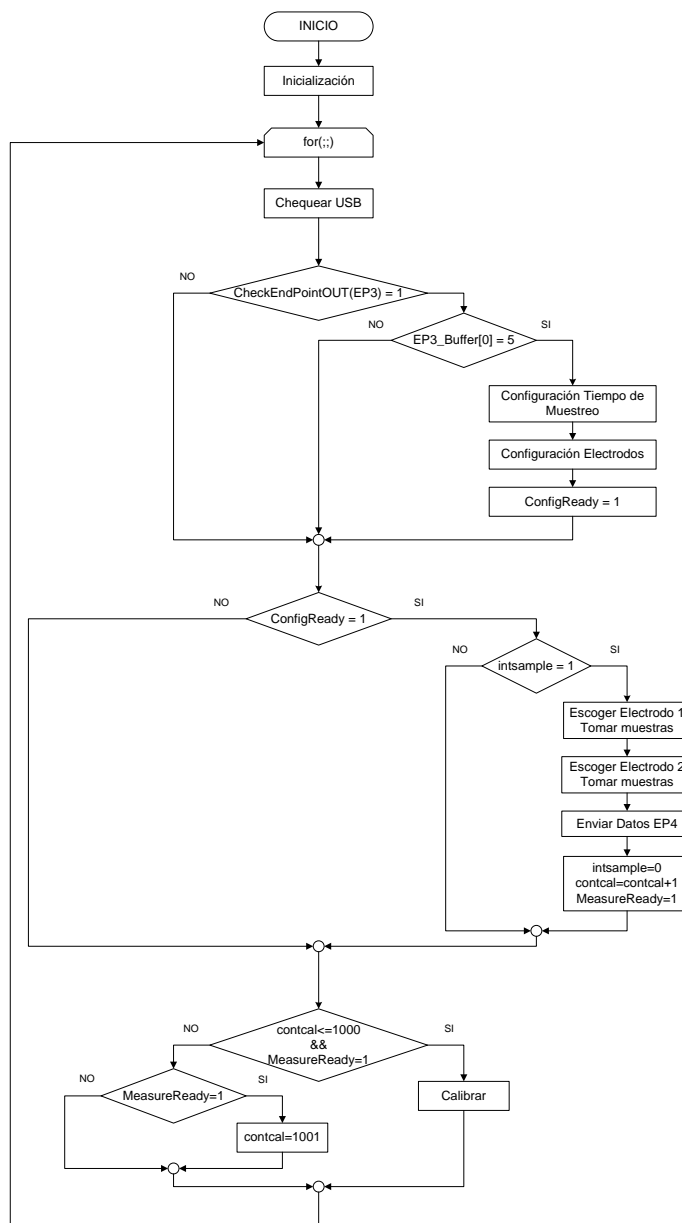 INICIO
Inicialización
for(;;)
Chequear USB
NO
CheckEndPointOUT(EP3) = 1
NO
EP3_Buffer[0] = 5
SI
Configuración Tiempo de
Muestreo
Configuración Electrodos
ConfigReady = 1
NO
ConfigReady = 1
SI
NO
intsample = 1
SI
Escoger Electrodo 1
Tomar muestras
Escoger Electrodo 2
Tomar muestras
Enviar Datos EP4
intsample=0
contcal=contcal+1
MeasureReady=1
NO
contcal<=1000
&&
MeasureReady=1
SI
NO
MeasureReady=1
SI
Calibrar
contcal=1001